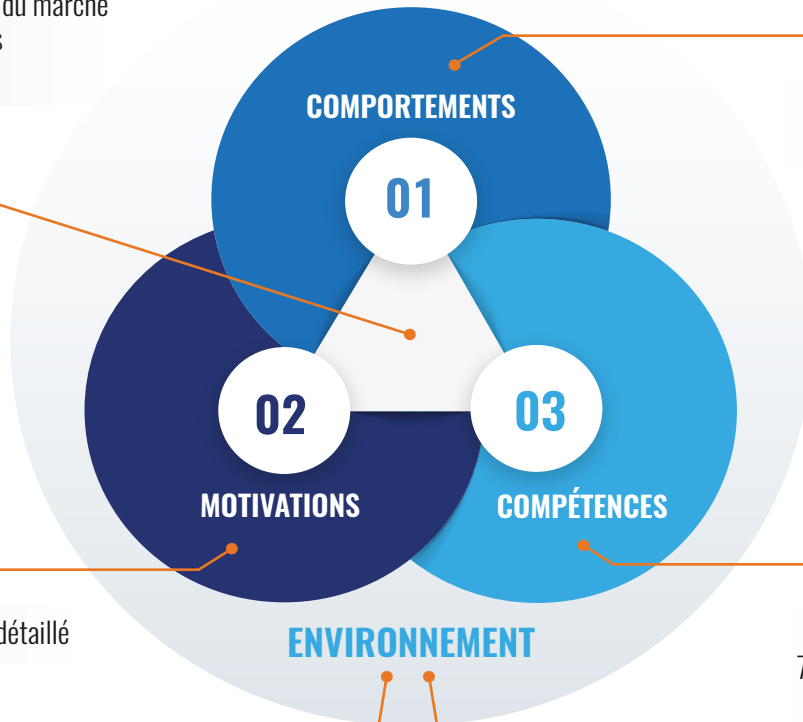 du marché
s
COMPORTEMENTS
01
02
03
MOTIVATIONS
COMPÉTENCES
détaillé
ENVIRONNEMENT